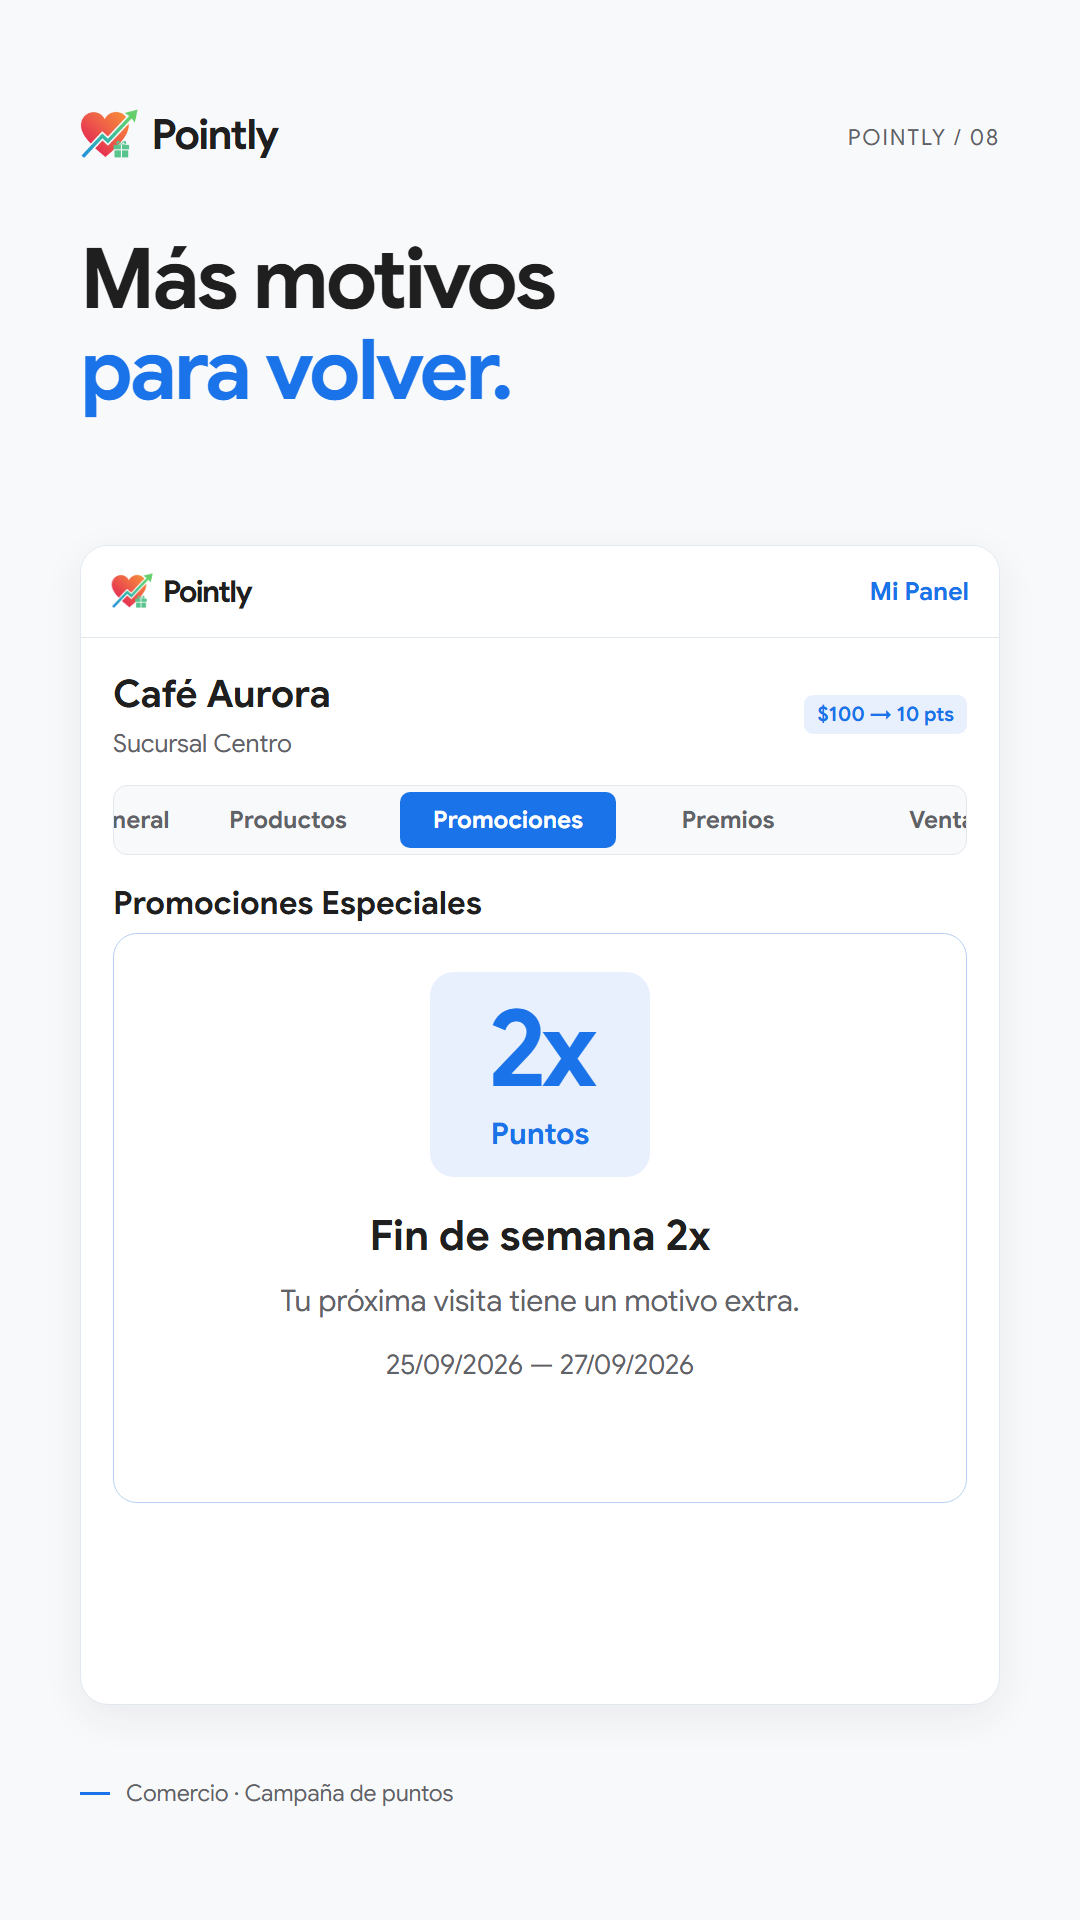 Pointly
POINTLY / 08
Más motivos
para volver.
Pointly
Mi Panel
Café Aurora
Sucursal Centro
$100 → 10 pts
neral
Productos
Promociones
Premios
Venta
Promociones Especiales
2x
Puntos
Fin de semana 2x
Tu próxima visita tiene un motivo extra.
25/09/2026 — 27/09/2026
Comercio · Campaña de puntos